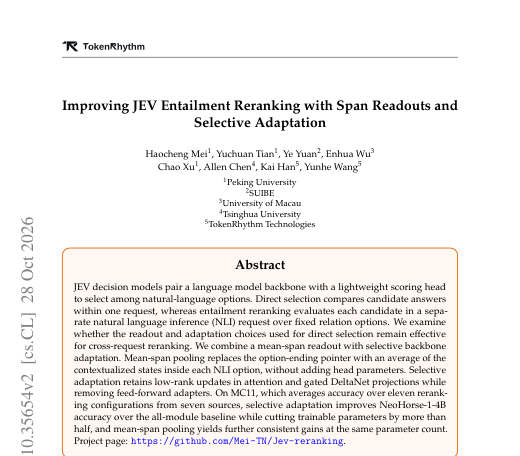 TokenRhythm
Improving JEV Entailment Reranking with Span Readouts and
Selective Adaptation
Haocheng Mei¹, Yuchuan Tian¹, Ye Yuan², Enhua Wu³
Chao Xu¹, Allen Chen⁴, Kai Han⁵, Yunhe Wang⁵
¹Peking University
²SUIBE
³University of Macau
⁴Tsinghua University
⁵TokenRhythm Technologies
Abstract
JEV decision models pair a language model backbone with a lightweight scoring head
to select among natural-language options. Direct selection compares candidate answers
within one request, whereas entailment reranking evaluates each candidate in a sepa-
rate natural language inference (NLI) request over fixed relation options. We examine
whether the readout and adaptation choices used for direct selection remain effective
for cross-request reranking. We combine a mean-span readout with selective backbone
adaptation. Mean-span pooling replaces the option-ending pointer with an average of the
contextualized states inside each NLI option, without adding head parameters. Selective
adaptation retains low-rank updates in attention and gated DeltaNet projections while
removing feed-forward adapters. On MC11, which averages accuracy over eleven rerank-
ing configurations from seven sources, selective adaptation improves NeoHorse-1-4B
accuracy over the all-module baseline while cutting trainable parameters by more than
half, and mean-span pooling yields further consistent gains at the same parameter count.
Project page: https://github.com/Mei-TN/Jev-reranking.
10.35654v2 [cs.CL] 28 Oct 2026